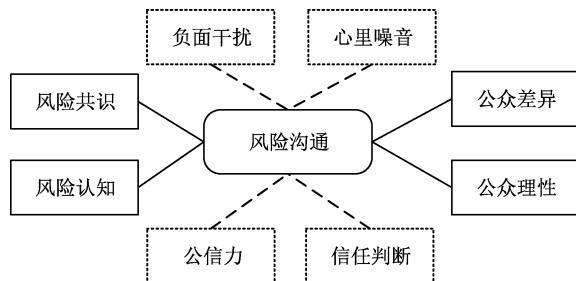 负面干扰
心里噪音
风险共识
公众差异
风险沟通
风险认知
公众理性
公信力
信任判断